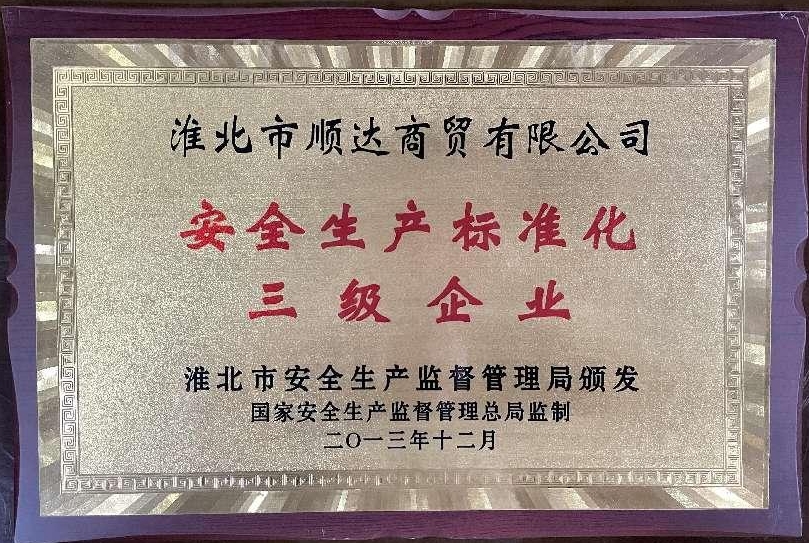 淮北市顺达商贸有限公司
安全生产标准化
三级企业
淮北市安全生产监督管理局颁发
国家安全生产监督管理总局监制
二〇一三年十二月